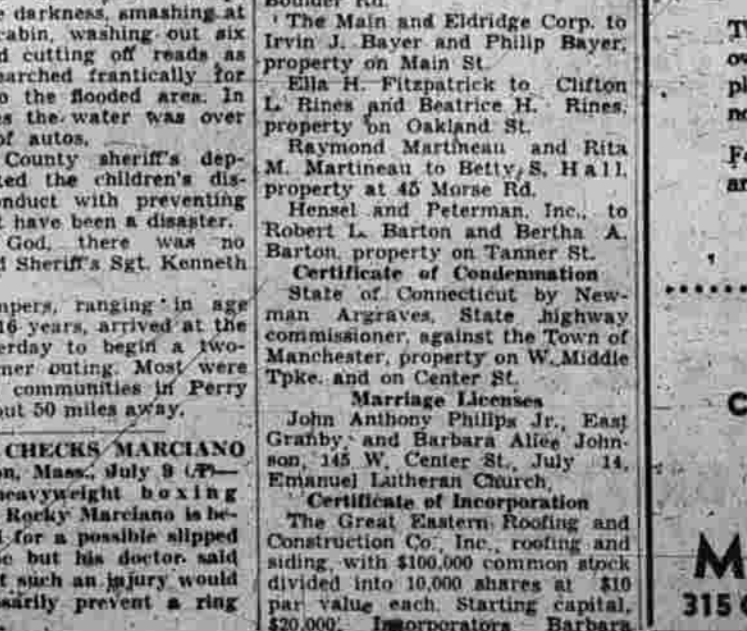 darkness, smashing at
cabin, washing out six
cutting off reads as
searched frantically for
the flooded area. In
the water was over
of autos.
County sheriff's dep-
the children's dis-
conduct with preventing
have been a disaster.
God, there was no
Sheriff's Sgt. Kenneth
ranging in age
16 years, arrived at the
to begin a two-
outing. Most were
communities in Perry
50 miles away.
CHECKS MARCIANO
Mass., July 9 (AP)—
heavyweight boxing
Rocky Marciano is be-
for a possible slipped
but his doctor said
such an injury would
prevent a ring
Boulder Rd.
The Main and Eldridge Corp. to
Irvin J. Bayer and Philip Bayer,
property on Main St.
Ella H. Fitzpatrick to Clifton
L. Rines and Beatrice H. Rines,
property on Oakland St.
Raymond Martineau and Rita
M. Martineau to Betty S. Hall,
property at 45 Morse Rd.
Hensel and Peterman, Inc., to
Robert L. Barton and Bertha A.
Barton, property on Tanner St.
Certificate of Condemnation
State of Connecticut by New-
man Argraves, State highway
commissioner, against the Town of
Manchester, property on W. Middle
Tpke. and on Center St.
Marriage Licenses
John Anthony Philips Jr., East
Granby, and Barbara Alice John-
son, 145 W. Center St., July 14,
Emanuel Lutheran Church,
Certificate of Incorporation
The Great Eastern Roofing and
Construction Co., Inc., roofing and
siding, with $100,000 common stock
divided into 10,000 shares at $10
par value each. Starting capital,
$20,000. Incorporators Barbara
M
315